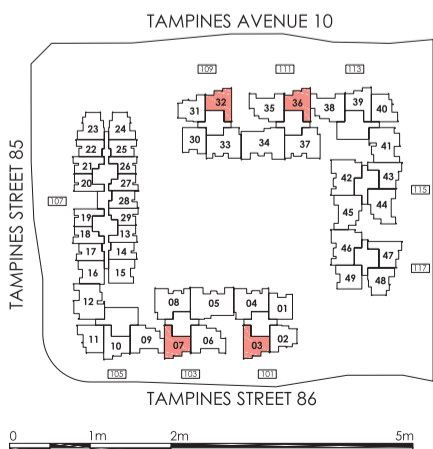 TAMPINES AVENUE 10
109 111 113
32 36 39
31 35 38 40
23 24
30 33 34 37 41
22 25
21 26
20 27
42 43
28
107 115
45 44
19 29
18 13
17 14
46 47
16 15
117
49 48
12 08 05 04 01
11 10 09 07 06 03 02
105 103 101
TAMPINES STREET 85
TAMPINES STREET 86
0 1m 2m 5m